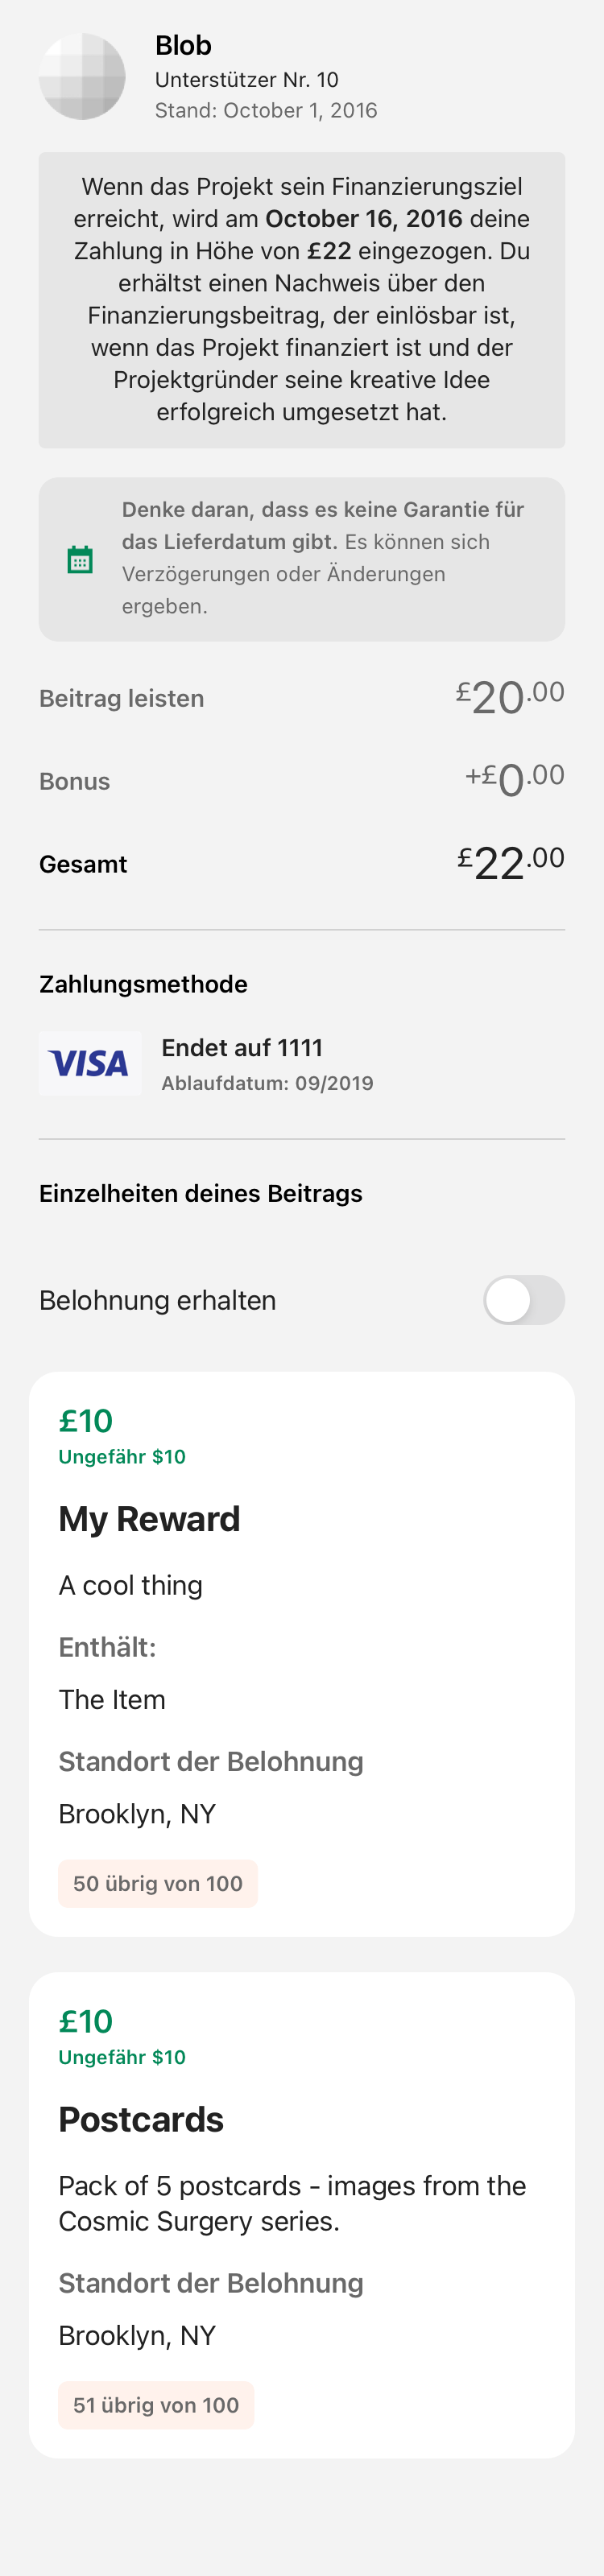 Blob
Unterstützer Nr. 10
Stand: October 1, 2016
Wenn das Projekt sein Finanzierungsziel
erreicht, wird am October 16, 2016 deine
Zahlung in Höhe von £22 eingezogen. Du
erhältst einen Nachweis über den
Finanzierungsbeitrag, der einlösbar ist,
wenn das Projekt finanziert ist und der
Projektgründer seine kreative Idee
erfolgreich umgesetzt hat.
Denke daran, dass es keine Garantie für
das Lieferdatum gibt. Es können sich
Verzögerungen oder Änderungen
ergeben.
Beitrag leisten £20.00
Bonus +£0.00
Gesamt £22.00
Zahlungsmethode
VISA
Endet auf 1111
Ablaufdatum: 09/2019
Einzelheiten deines Beitrags
Belohnung erhalten
£10
Ungefähr $10
My Reward
A cool thing
Enthält:
The Item
Standort der Belohnung
Brooklyn, NY
50 übrig von 100
£10
Ungefähr $10
Postcards
Pack of 5 postcards - images from the
Cosmic Surgery series.
Standort der Belohnung
Brooklyn, NY
51 übrig von 100